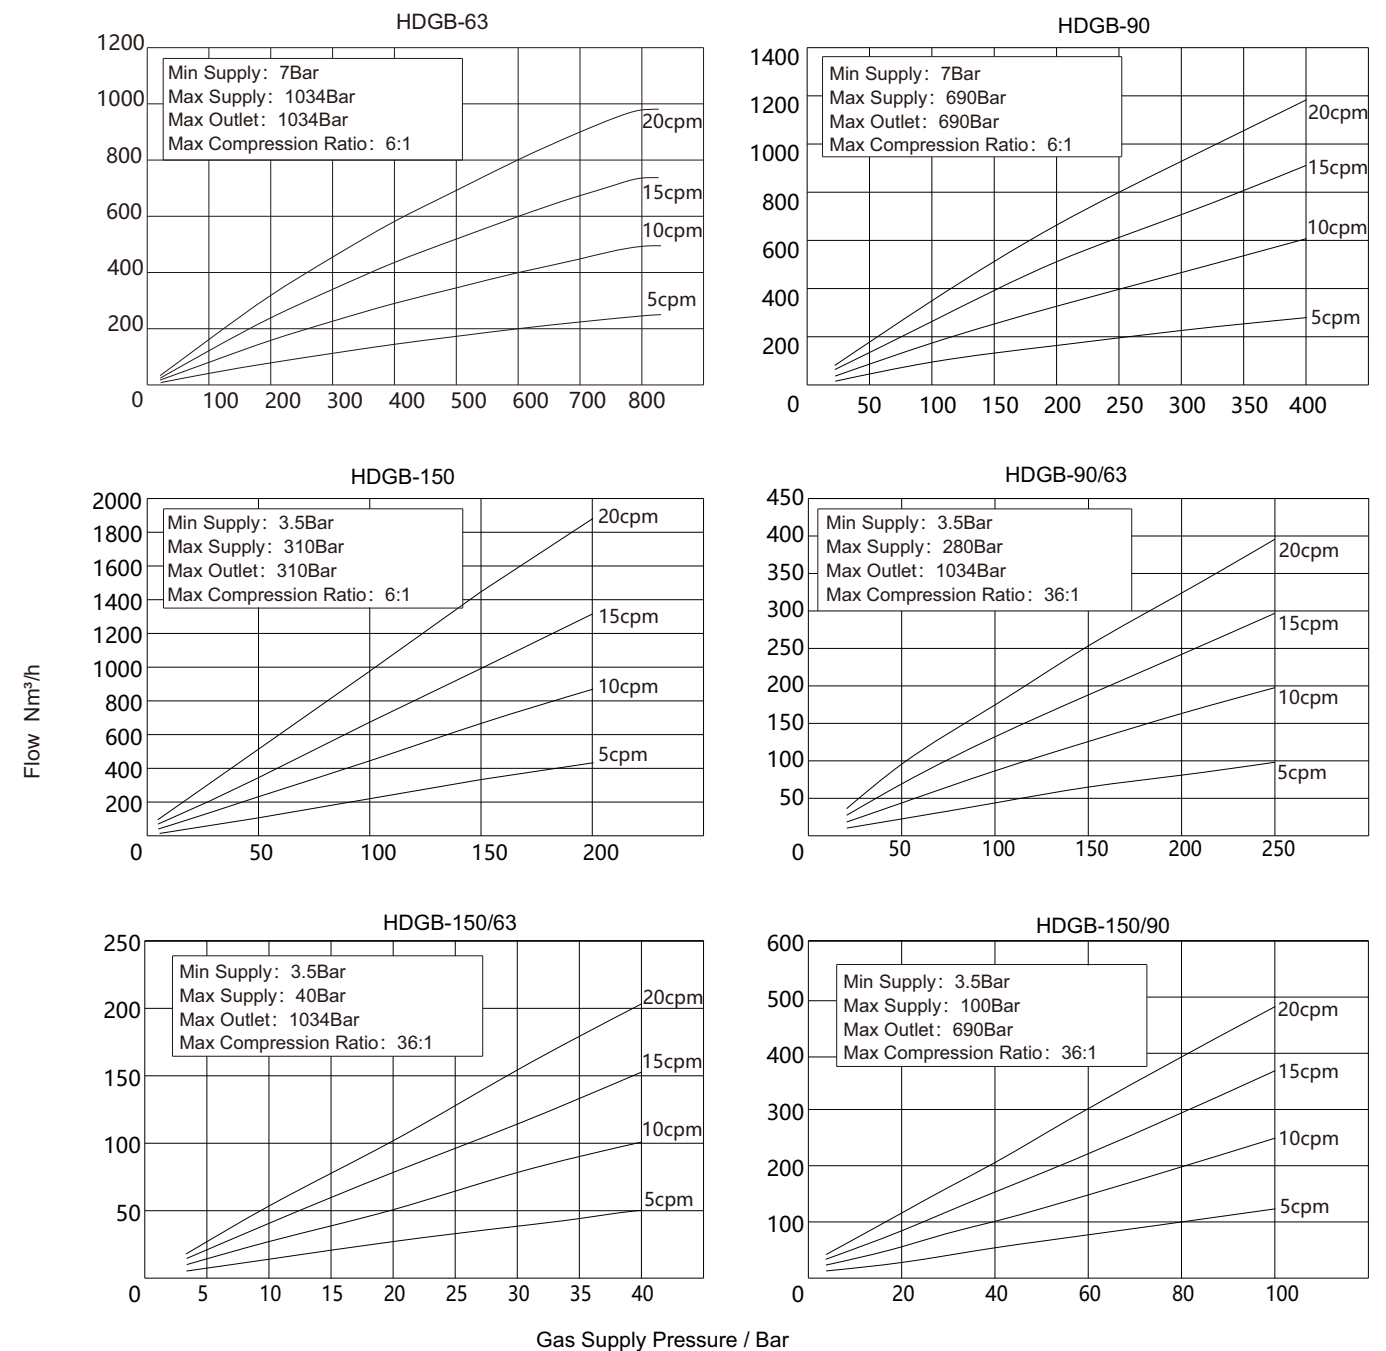 HDGB-63
1200
1000
800
600
400
200
0
100 200 300 400 500 600 700 800
Min Supply: 7Bar
Max Supply: 1034Bar
Max Outlet: 1034Bar
Max Compression Ratio: 6:1
20cpm
15cpm
10cpm
5cpm
HDGB-90
1400
1200
1000
800
600
400
200
0
50 100 150 200 250 300 350 400
Min Supply: 7Bar
Max Supply: 690Bar
Max Outlet: 690Bar
Max Compression Ratio: 6:1
20cpm
15cpm
10cpm
5cpm
HDGB-150
2000
1800
1600
1400
1200
1000
800
600
400
200
0
50 100 150 200
Min Supply: 3.5Bar
Max Supply: 310Bar
Max Outlet: 310Bar
Max Compression Ratio: 6:1
20cpm
15cpm
10cpm
5cpm
HDGB-90/63
450
400
350
300
250
200
150
100
50
0
50 100 150 200 250
Min Supply: 3.5Bar
Max Supply: 280Bar
Max Outlet: 1034Bar
Max Compression Ratio: 36:1
20cpm
15cpm
10cpm
5cpm
Flow Nm³/h
HDGB-150/63
250
200
150
100
50
0
5 10 15 20 25 30 35 40
Min Supply: 3.5Bar
Max Supply: 40Bar
Max Outlet: 1034Bar
Max Compression Ratio: 36:1
20cpm
15cpm
10cpm
5cpm
HDGB-150/90
600
500
400
300
200
100
0
20 40 60 80 100
Min Supply: 3.5Bar
Max Supply: 100Bar
Max Outlet: 690Bar
Max Compression Ratio: 36:1
20cpm
15cpm
10cpm
5cpm
Gas Supply Pressure / Bar